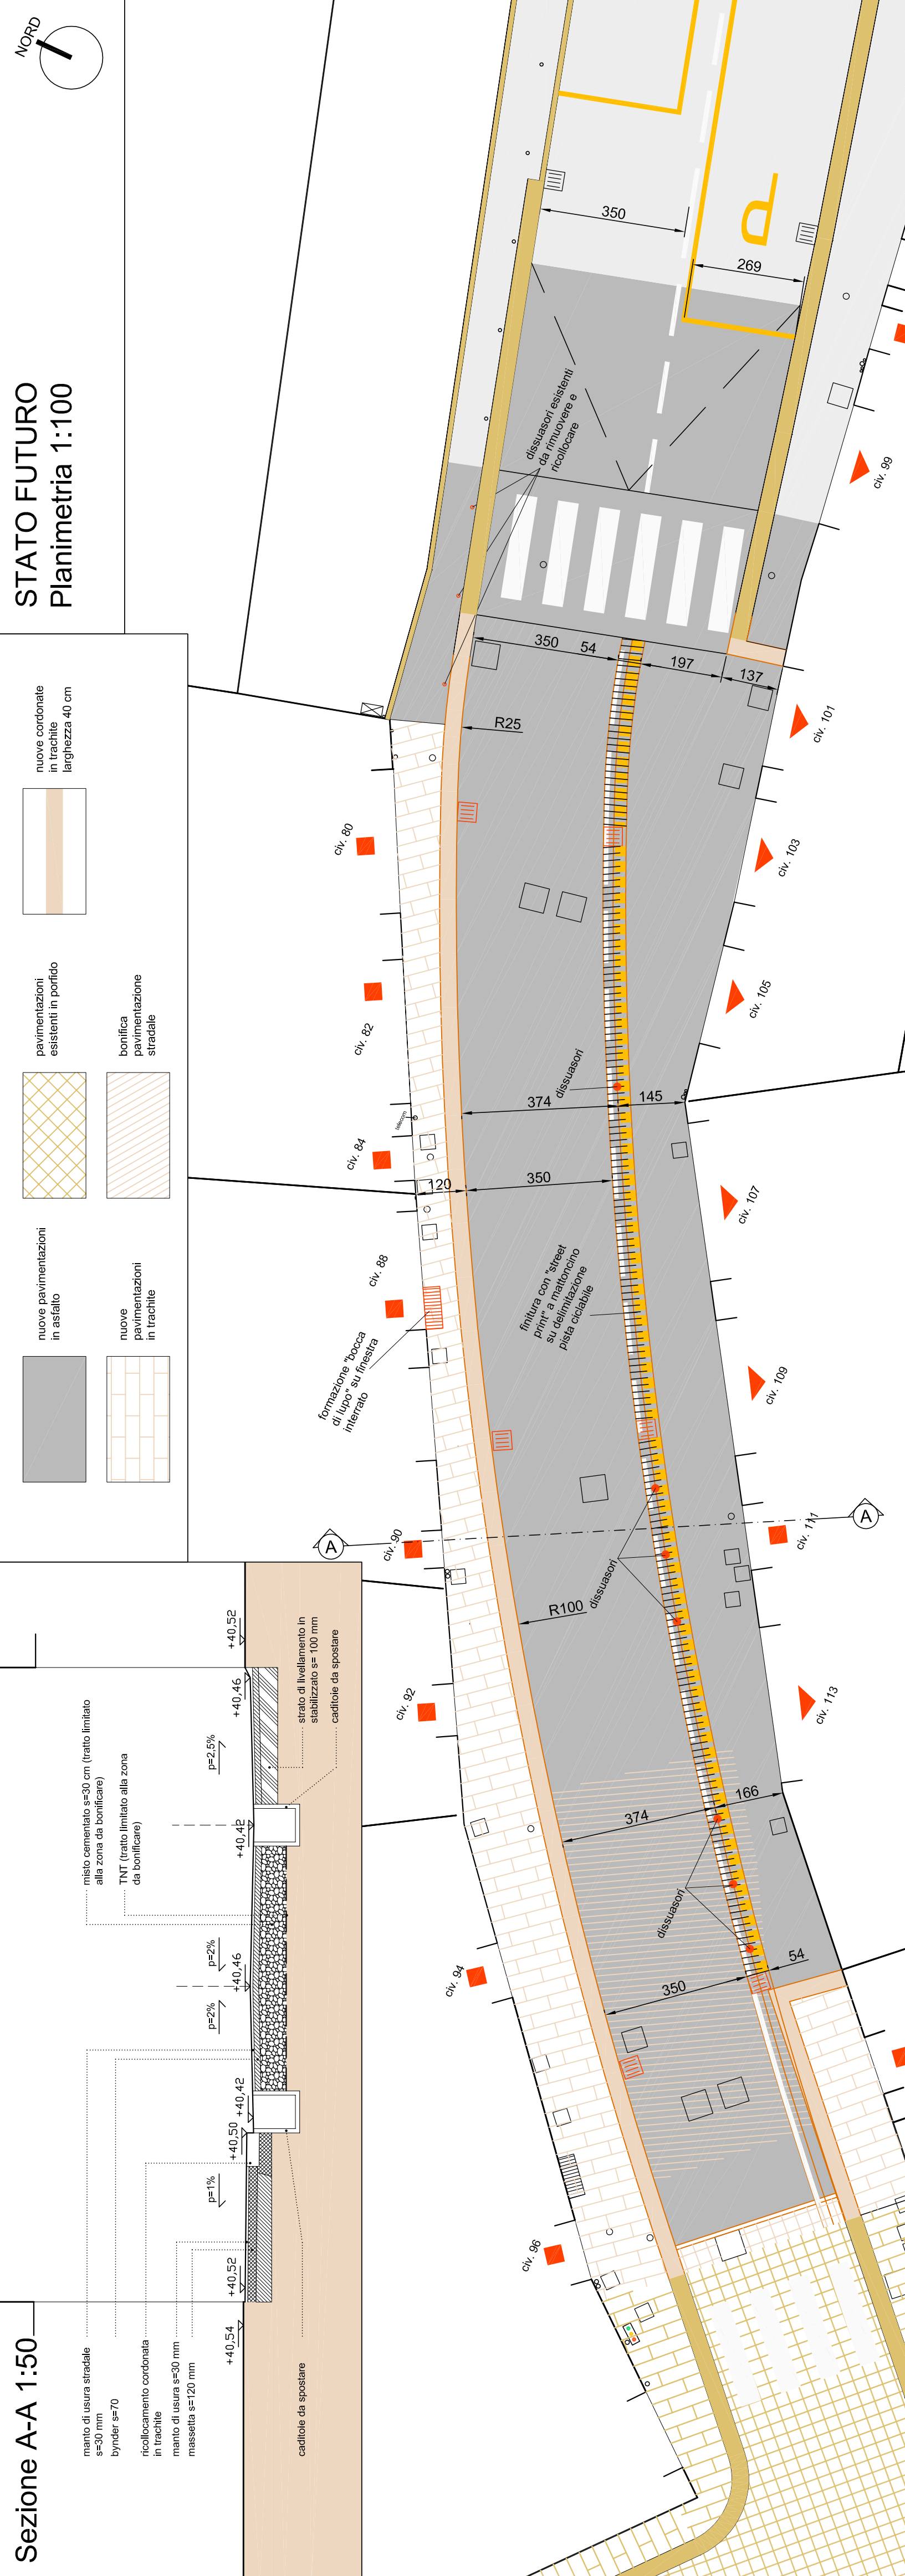 NORD
STATO FUTURO
Planimetria 1:100
nuove cordonate
in trachite
larghezza 40 cm
pavimentazioni
esistenti in porfido
bonifica
pavimentazione
stradale
nuove pavimentazioni
in asfalto
nuove
pavimentazioni
in trachite
350
P
269
dissuasori esistenti
da rimuovere e
ricollocare
civ. 99
350
54
197
137
R25
civ. 101
civ. 80
civ. 103
civ. 82
civ. 105
dissuasori
374
145
telecom
civ. 84
120
350
civ. 107
civ. 88
finitura con "street
print" a mattoncino
su delimitazione
pista ciclabile
formazione "bocca
di lupo" su finestra
interrato
civ. 109
A
civ. 90
A
civ. 111
dissuasori
R100
civ. 92
civ. 113
374
166
dissuasori
54
civ. 94
350
civ. 96
Sezione A-A 1:50
misto cementato s=30 cm (tratto limitato
alla zona da bonificare)
TNT (tratto limitato alla zona
da bonificare)
strato di livellamento in
stabilizzato s= 100 mm
caditoie da spostare
+40,52
+40,46
p=2,5%
+40,42
p=2%
+40,46
p=2%
+40,42
+40,50
p=1%
+40,52
+40,54
manto di usura stradale
s=30 mm
bynder s=70
ricollocamento cordonata
in trachite
manto di usura s=30 mm
massetta s=120 mm
caditoie da spostare